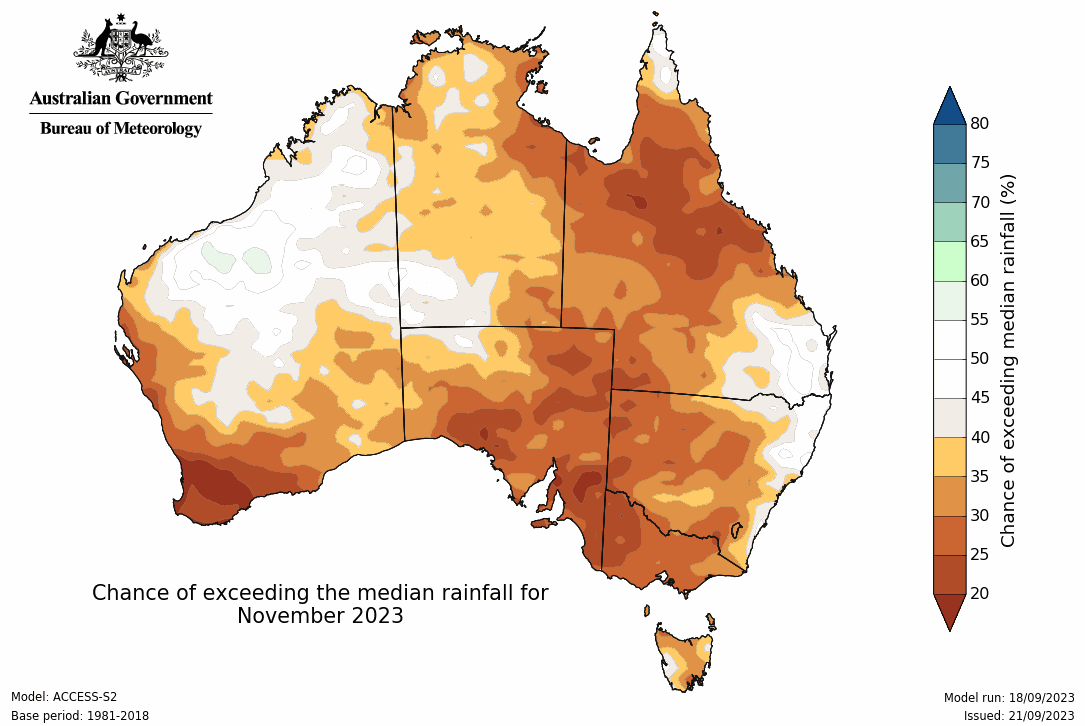 AUSTRALIA
Australian Government
Bureau of Meteorology
80
75
70
65
60
55
50
45
40
35
30
25
20
Chance of exceeding median rainfall (%)
Chance of exceeding the median rainfall for
November 2023
Model: ACCESS-S2
Base period: 1981-2018
Model run: 18/09/2023
Issued: 21/09/2023